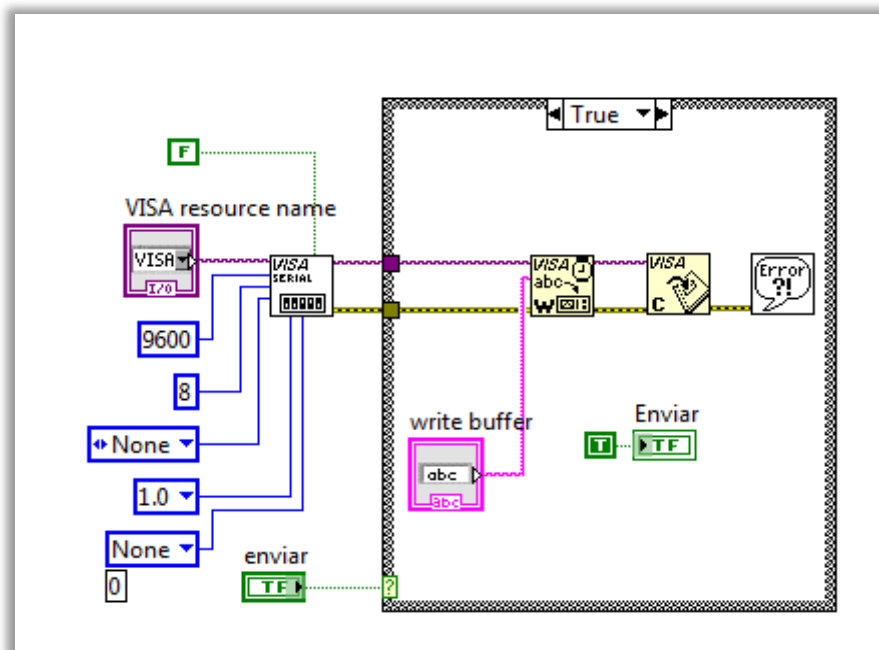 True
F
VISA resource name
VISA
I/O
VISA
SERIAL
VISA
abc
W
VISA
C
Error
?!
9600
8
write buffer
Enviar
None
abc
T
TF
abc
1.0
None
enviar
0
TF
?